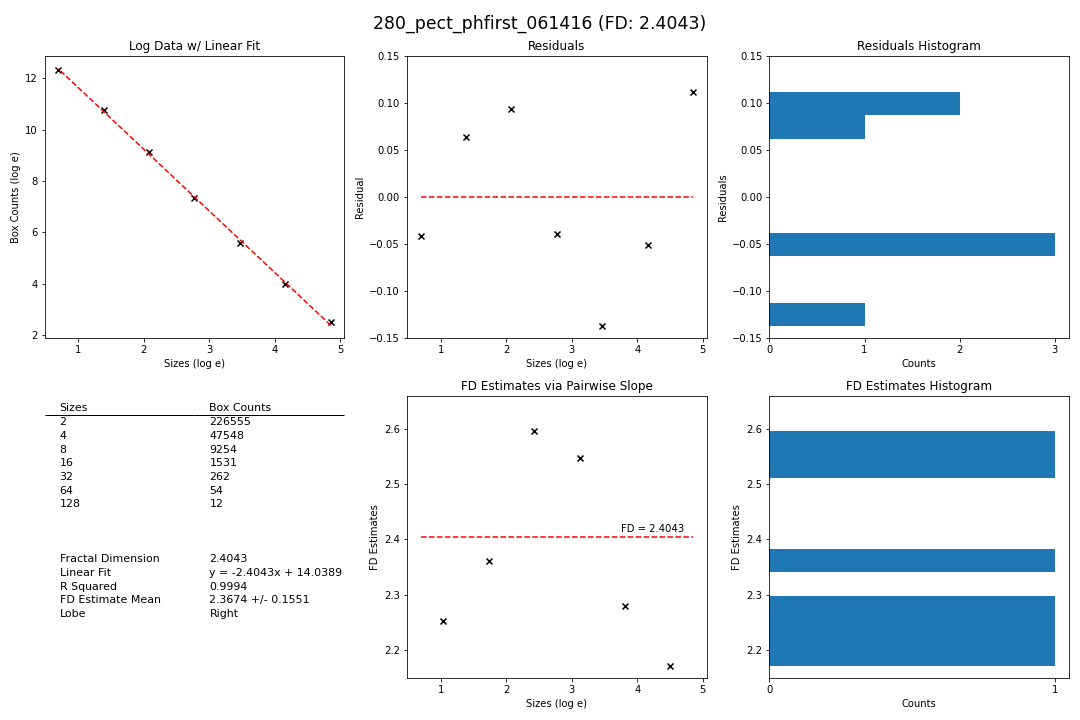 280_pect_phfirst_061416 (FD: 2.4043)
Log Data w/ Linear Fit
12
10
8
6
4
2
1 2 3 4 5
Box Counts (log e)
Sizes (log e)
Residuals
0.15
0.10
0.05
0.00
−0.05
−0.10
−0.15
1 2 3 4 5
Residual
Sizes (log e)
Residuals Histogram
0.15
0.10
0.05
0.00
−0.05
−0.10
−0.15
0 1 2 3
Residuals
Counts
Sizes Box Counts
2 226555
4 47548
8 9254
16 1531
32 262
64 54
128 12
Fractal Dimension 2.4043
Linear Fit y = -2.4043x + 14.0389
R Squared 0.9994
FD Estimate Mean 2.3674 +/- 0.1551
Lobe Right
FD Estimates via Pairwise Slope
2.6
2.5
2.4
2.3
2.2
FD = 2.4043
1 2 3 4 5
FD Estimates
Sizes (log e)
FD Estimates Histogram
2.6
2.5
2.4
2.3
2.2
0 1
FD Estimates
Counts